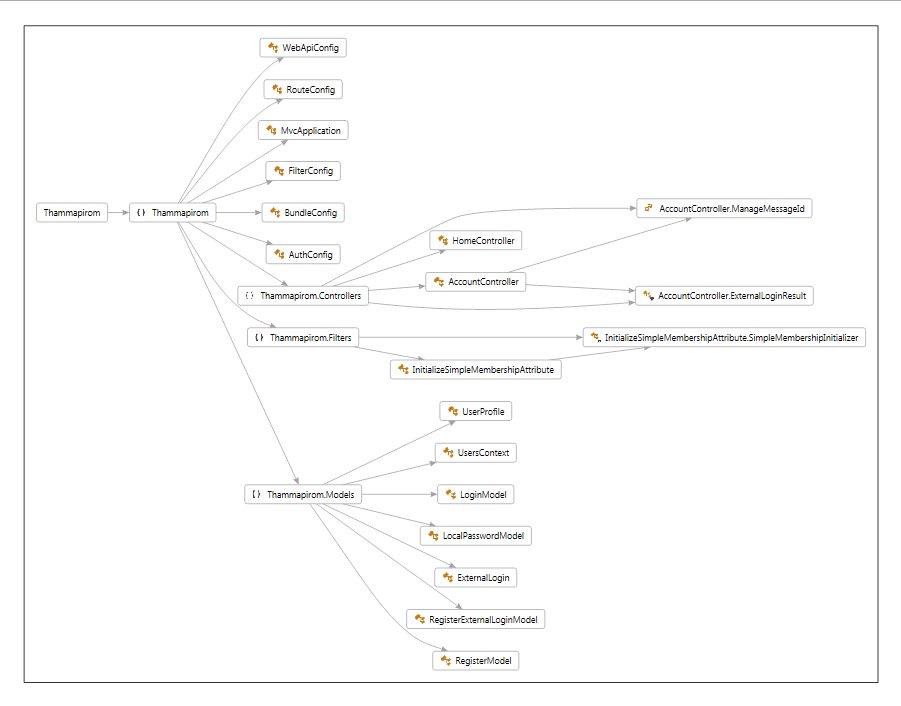 WebApiConfig
RouteConfig
MvcApplication
FilterConfig
Thammapirom
{ } Thammapirom
BundleConfig
AccountController.ManageMessageId
HomeController
AuthConfig
AccountController
{ } Thammapirom.Controllers
AccountController.ExternalLoginResult
{ } Thammapirom.Filters
InitializeSimpleMembershipAttribute.SimpleMembershipInitializer
InitializeSimpleMembershipAttribute
UserProfile
UsersContext
{ } Thammapirom.Models
LoginModel
LocalPasswordModel
ExternalLogin
RegisterExternalLoginModel
RegisterModel